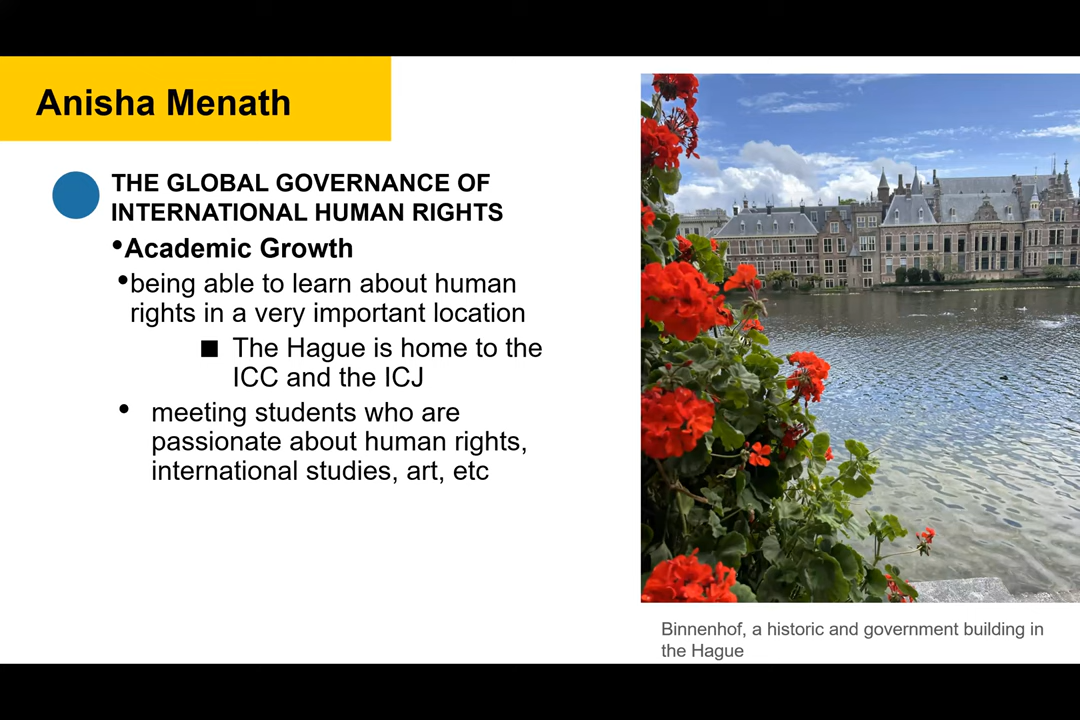 Anisha Menath
THE GLOBAL GOVERNANCE OF
INTERNATIONAL HUMAN RIGHTS
•Academic Growth
•being able to learn about human
rights in a very important location
■ The Hague is home to the
ICC and the ICJ
• meeting students who are
passionate about human rights,
international studies, art, etc
Binnenhof, a historic and government building in
the Hague